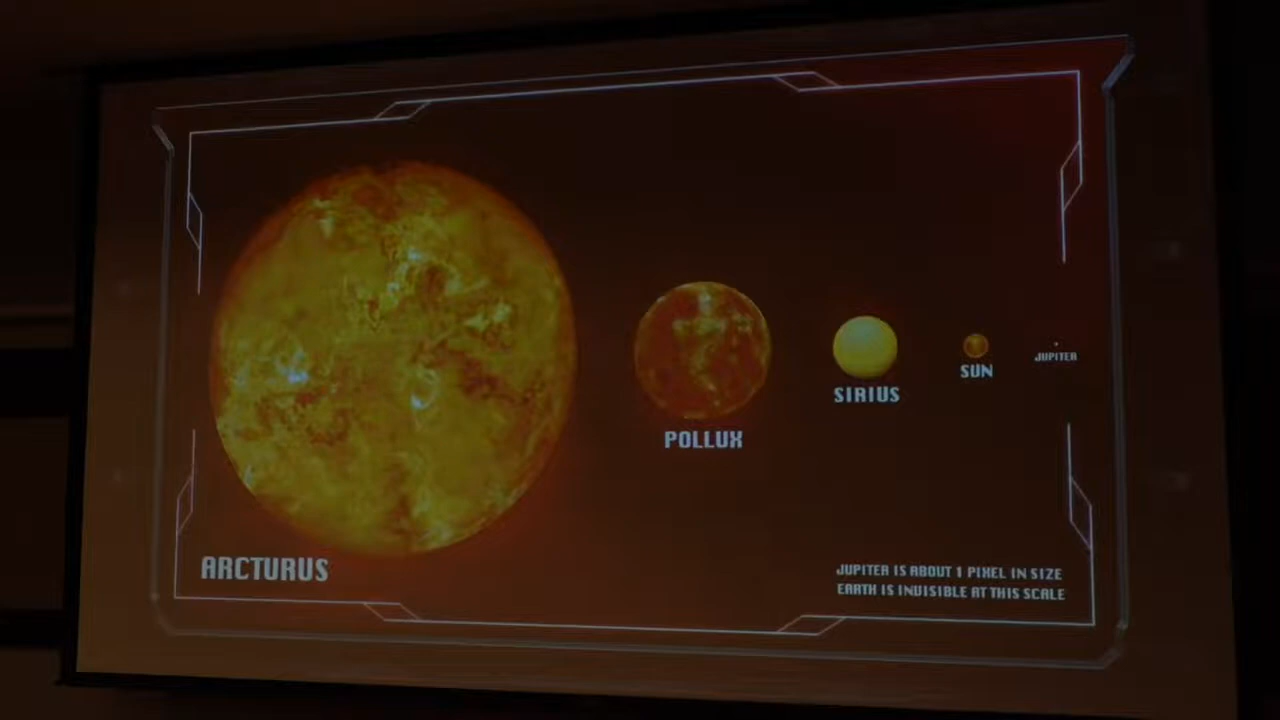 ARCTURUS
POLLUX
SIRIUS
SUN
JUPITER
JUPITER IS ABOUT 1 PIXEL IN SIZE
EARTH IS INVISIBLE AT THIS SCALE